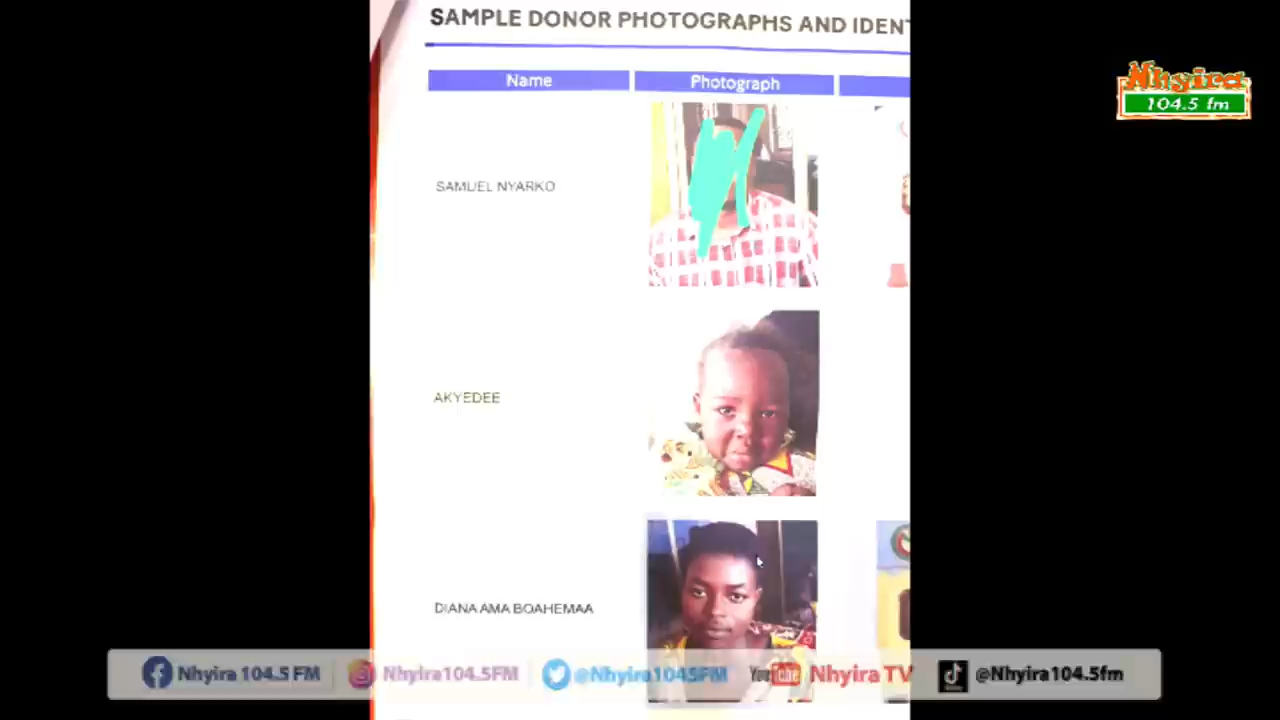 SAMPLE DONOR PHOTOGRAPHS AND IDENT
Nhyira
104.5 fm
Name
Photograph
SAMUEL NYARKO
AKYEDEE
DIANA AMA BOAHEMAA
Nhyira 104.5 FM
Nhyira104.5FM
@Nhyira1045FM
YouTube Nhyira TV
@Nhyira104.5fm